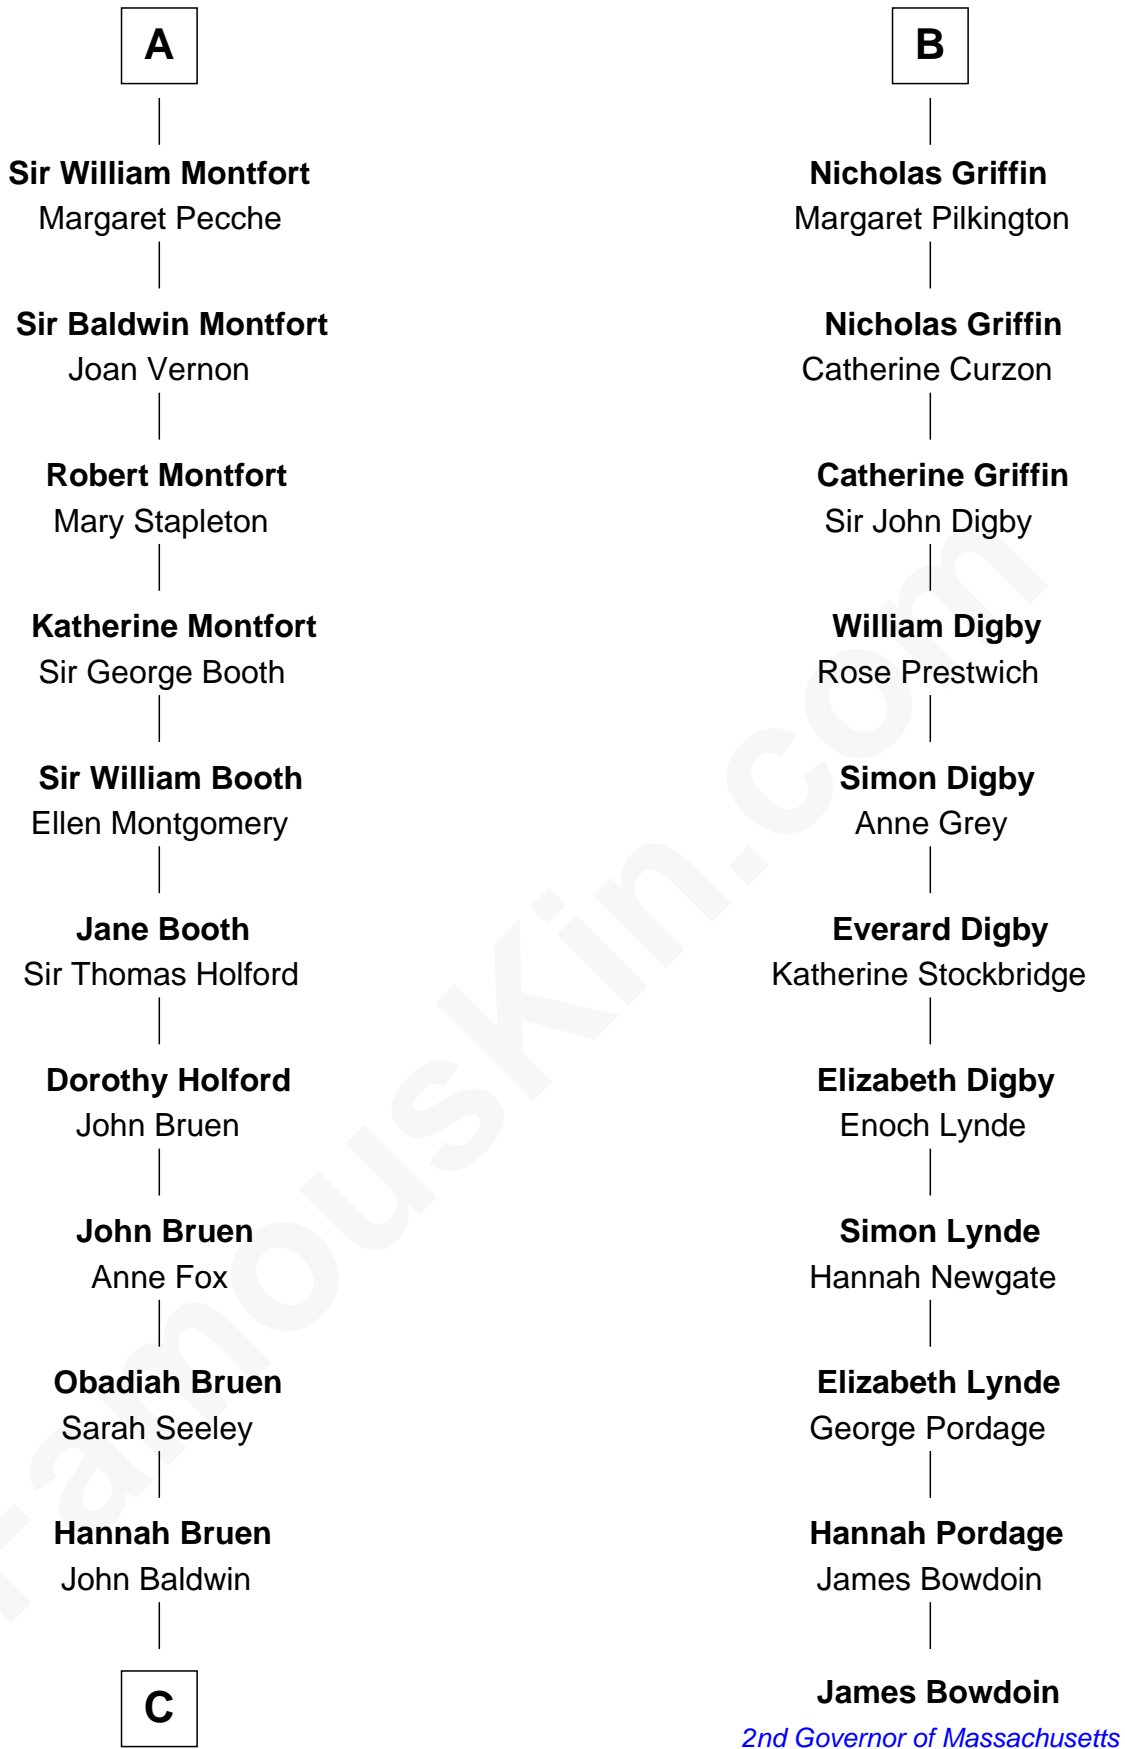 A
Sir William Montfort
Margaret Pecche
Sir Baldwin Montfort
Joan Vernon
Robert Montfort
Mary Stapleton
Katherine Montfort
Sir George Booth
Sir William Booth
Ellen Montgomery
Jane Booth
Sir Thomas Holford
Dorothy Holford
John Bruen
John Bruen
Anne Fox
Obadiah Bruen
Sarah Seeley
Hannah Bruen
John Baldwin
C
B
Nicholas Griffin
Margaret Pilkington
Nicholas Griffin
Catherine Curzon
Catherine Griffin
Sir John Digby
William Digby
Rose Prestwich
Simon Digby
Anne Grey
Everard Digby
Katherine Stockbridge
Elizabeth Digby
Enoch Lynde
Simon Lynde
Hannah Newgate
Elizabeth Lynde
George Pordage
Hannah Pordage
James Bowdoin
James Bowdoin
2nd Governor of Massachusetts
FamousKin.com